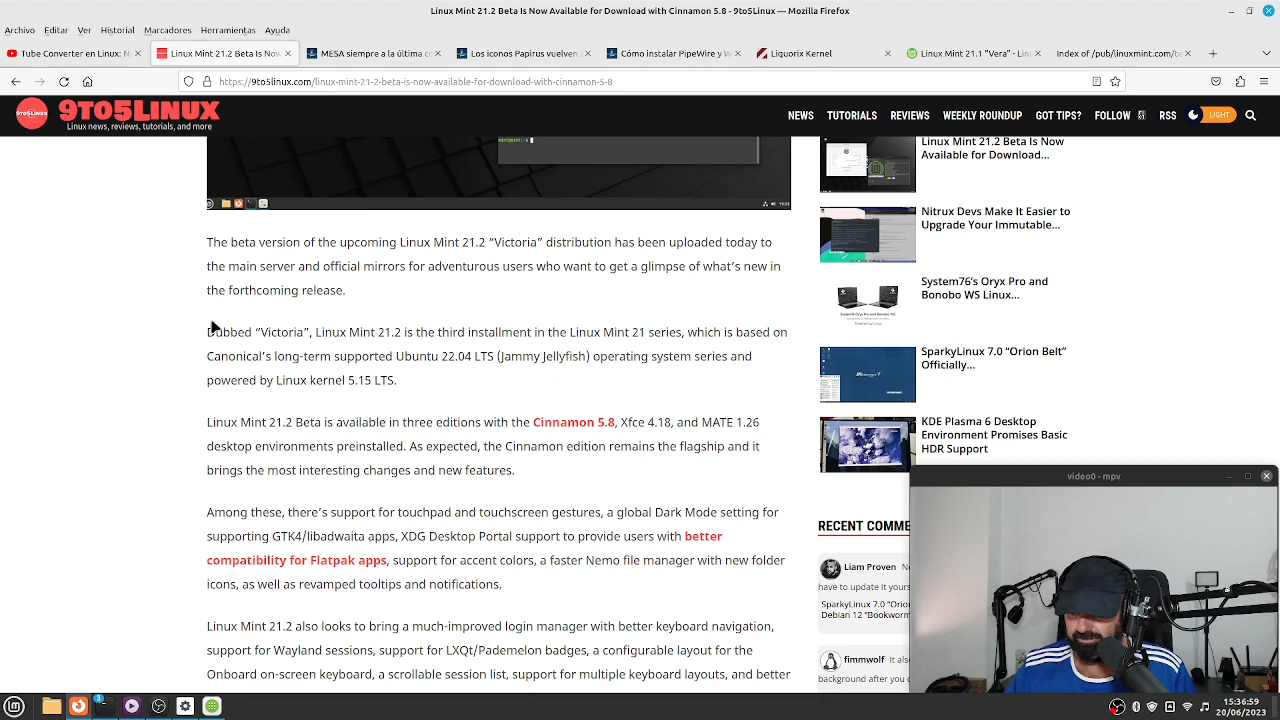 Linux Mint 21.2 Beta Is Now Available for Download with Cinnamon 5.8 - 9to5Linux — Mozilla Firefox
Archivo Editar Ver Historial Marcadores Herramientas Ayuda
Tube Converter en Linux: N
Linux Mint 21.2 Beta Is Now
MESA siempre a la última co
Los iconos Papirus vuelven a
Cómo instalar PipeWire y W
Liquorix Kernel
Linux Mint 21.1 "Vera" - Lin
Index of /pub/linuxmint.com/te
https://9to5linux.com/linux-mint-21-2-beta-is-now-available-for-download-with-cinnamon-5-8
9TO5LINUX
9TO5LINUX
Linux news, reviews, tutorials, and more
NEWS TUTORIALS REVIEWS WEEKLY ROUNDUP GOT TIPS? FOLLOW RSS LIGHT
The beta version of the upcoming Linux Mint 21.2 "Victoria" distribution has been uploaded today to
the main server and official mirrors for adventurous users who want to get a glimpse of what's new in
the forthcoming release.
Dubbed "Victoria", Linux Mint 21.2 is the third installment in the Linux Mint 21 series, which is based on
Canonical's long-term supported Ubuntu 22.04 LTS (Jammy Jellyfish) operating system series and
powered by Linux kernel 5.15 LTS.
Linux Mint 21.2 beta is available in the same editions with the Cinnamon 5.8, Xfce 4.18, and MATE 1.26
desktop environments preinstalled. As expected, the Cinnamon edition remains the flagship and it
brings the most interesting changes and new features.
Among these, there's support for touchpad and touchscreen gestures, a global Dark Mode setting for
supporting GTK4/libadwaita apps, XDG Desktop Portal support to provide users with better
compatibility for Flatpak apps, support for accent colors, a faster Nemo file manager with new folder
icons, as well as revamped tooltips and notifications.
Linux Mint 21.2 also looks to bring a much-improved login manager with better keyboard navigation,
support for Wayland sessions, support for LXQt/Pademelon badges, a configurable layout for the
Onboard on-screen keyboard, a scrollable session list, support for multiple keyboard layouts, and better
Linux Mint 21.2 Beta Is Now
Available for Download...
Nitrux Devs Make It Easier to
Upgrade Your Immutable...
System76's Oryx Pro and
Bonobo WS Linux...
SparkyLinux 7.0 "Orion Belt"
Officially...
KDE Plasma 6 Desktop
Environment Promises Basic
HDR Support
RECENT COMME
Liam Proven No
have to update It yours
SparkyLinux 7.0 "Orion
Debian 12 "Bookworm
fimmwolf It als
background after you c
video0 - mpv
3
15:36:59
20/06/2023